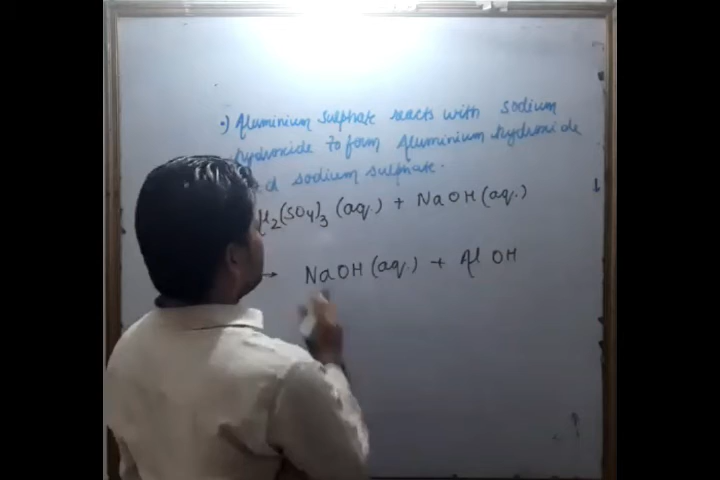 •) Aluminium sulphate reacts with sodium
hydroxide to form Aluminium hydroxide
sodium sulphate.
(SO4)3 (aq.) + NaOH (aq.)
→ NaOH (aq.) + Al OH